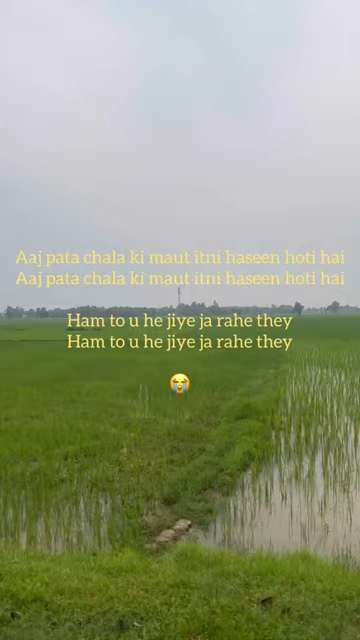 Aaj pata chala ki maut itni haseen hoti hai
Aaj pata chala ki maut itni haseen hoti hai
Ham to u he jiye ja rahe they
Ham to u he jiye ja rahe they
😭